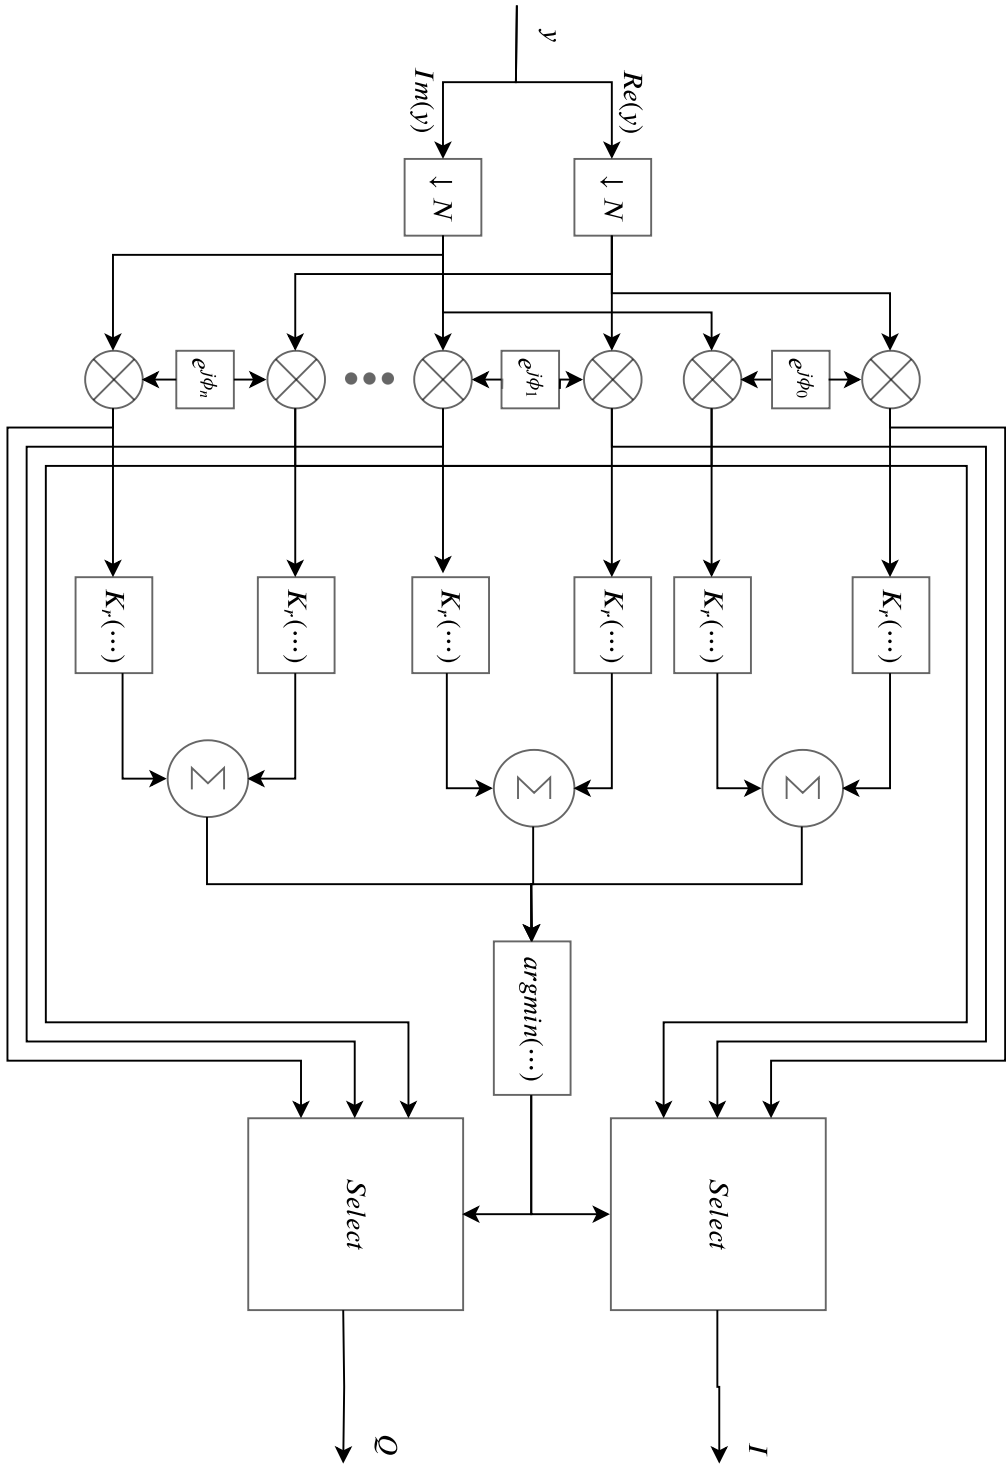 y
Re(y)
Im(y)
↓ N
↓ N
e^{jϕ_0}
e^{jϕ_1}
e^{jϕ_n}
K_r(...)
K_r(...)
K_r(...)
K_r(...)
K_r(...)
K_r(...)
Σ
Σ
Σ
argmin(...)
Select
Select
I
Q